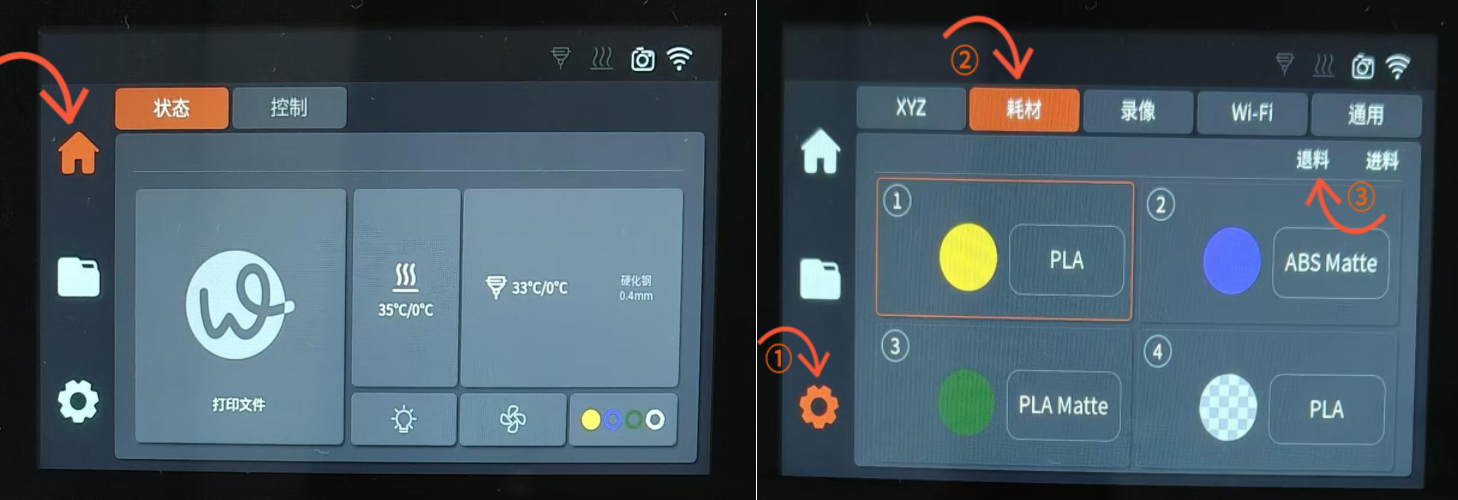 状态
控制
打印文件
35°C/0°C
33°C/0°C
硬化钢
0.4mm
②
XYZ
耗材
录像
Wi-Fi
通用
退料
进料
③
1
PLA
2
ABS Matte
①
3
PLA Matte
4
PLA